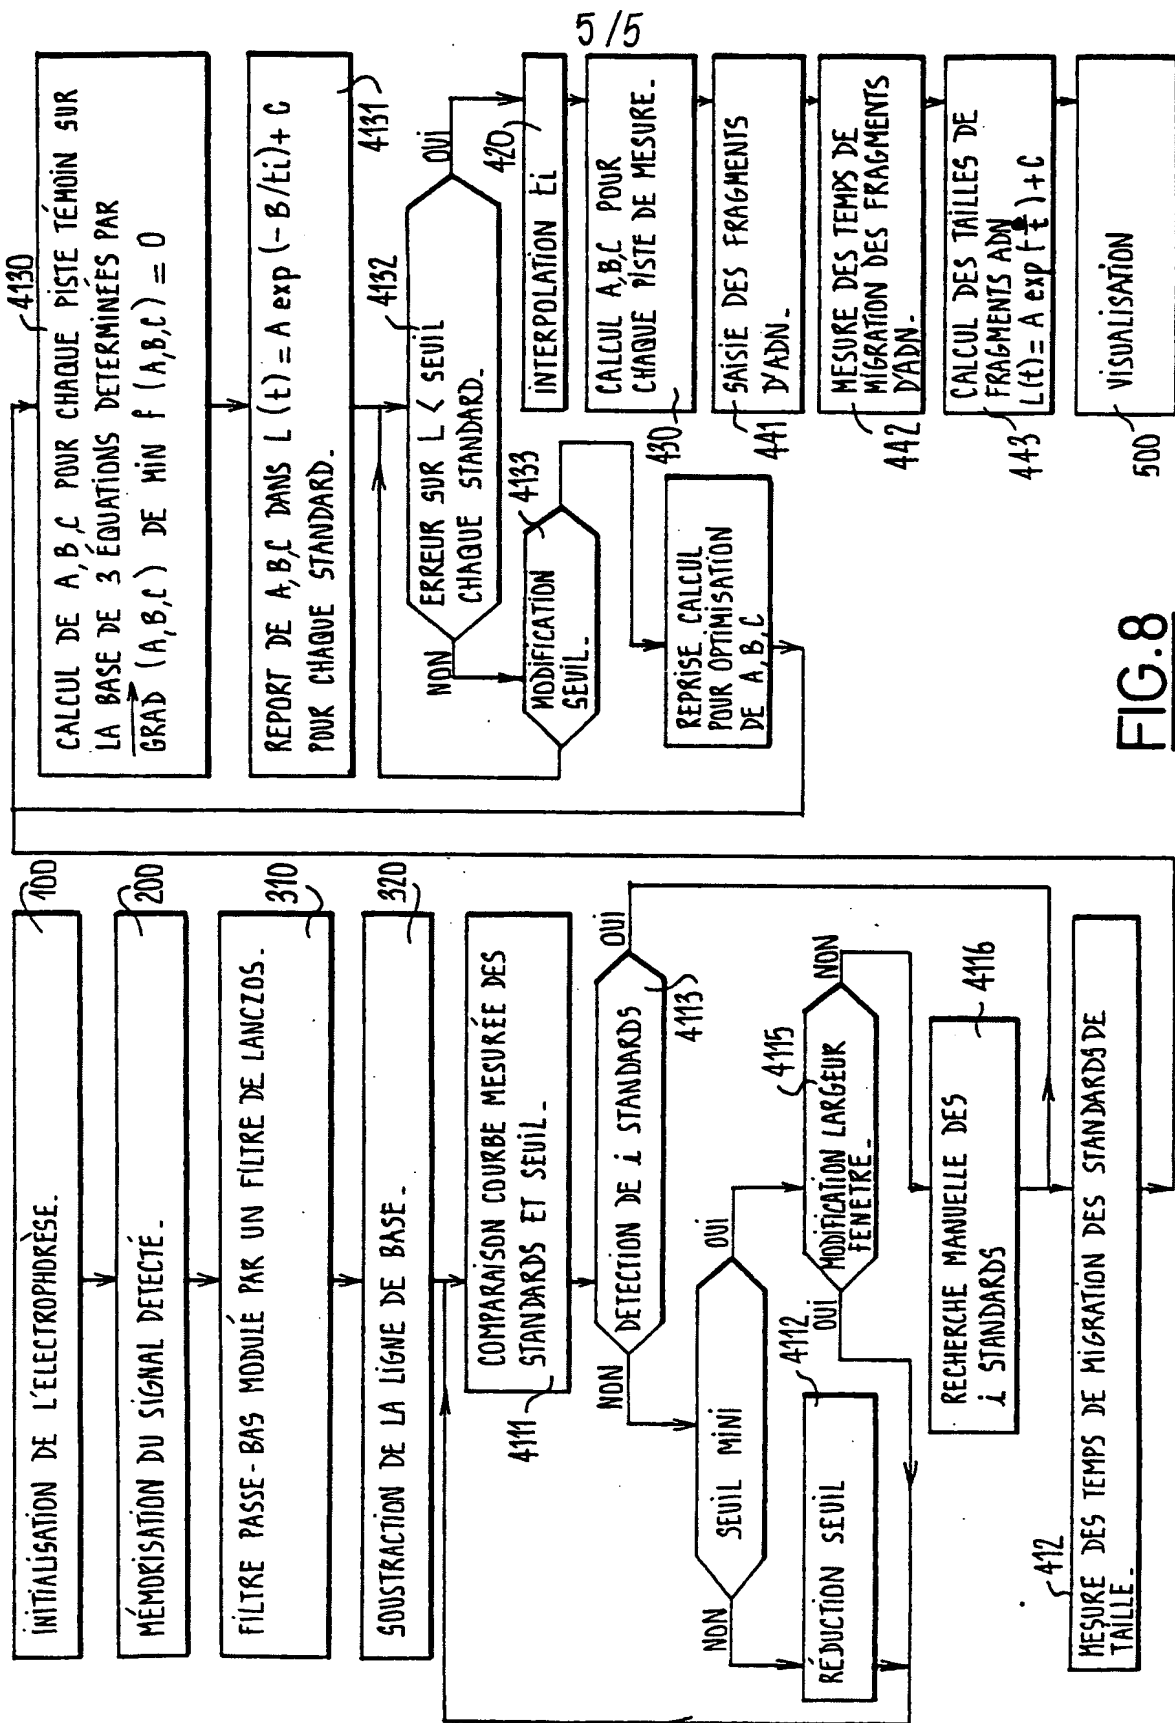 5/5
100
INITIALISATION DE L'ELECTROPHORÈSE.
200
MÉMORISATION DU SIGNAL DETECTÉ.
310
FILTRE PASSE-BAS MODULÉ PAR UN FILTRE DE LANCZOS.
320
SOUSTRACTION DE LA LIGNE DE BASE.
COMPARAISON COURBE MESURÉE DES
STANDARDS ET SEUIL.
4111
DETECTION DE i STANDARDS
4113
OUI
NON
SEUIL MINI
OUI
NON
4115
MODIFICATION LARGEUR
FENETRE.
NON
OUI
4112
RÉDUCTION SEUIL
4116
RECHERCHE MANUELLE DES
i STANDARDS
412
MESURE DES TEMPS DE MIGRATION DES STANDARDS DE
TAILLE.
4130
CALCUL DE A,B,C POUR CHAQUE PISTE TÉMOIN SUR
LA BASE DE 3 ÉQUATIONS DETERMINÉES PAR
GRAD (A,B,C) DE MIN f (A,B,C) = 0
REPORT DE A,B,C DANS L(t) = A exp(-B/ti)+C
POUR CHAQUE STANDARD.
4131
4132
ERREUR SUR L < SEUIL
CHAQUE STANDARD.
OUI
NON
4133
MODIFICATION
SEUIL.
REPRISE CALCUL
POUR OPTIMISATION
DE A,B,C
420
INTERPOLATION ti
CALCUL A,B,C POUR
CHAQUE PISTE DE MESURE.
430
SAISIE DES FRAGMENTS
D'ADN.
441
MESURE DES TEMPS DE
MIGRATION DES FRAGMENTS
D'ADN.
442
CALCUL DES TAILLES DE
FRAGMENTS ADN
L(t) = A exp(-B/t)+C
443
VISUALISATION
500
FIG.8